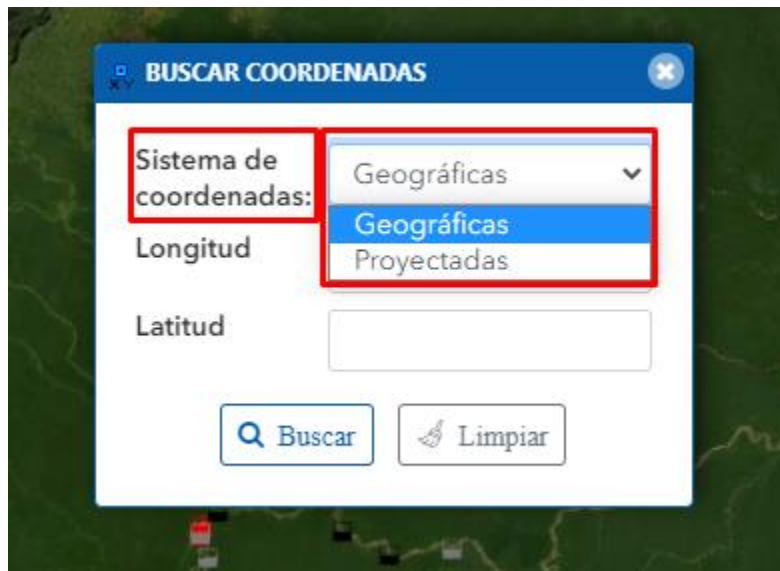 BUSCAR COORDENADAS
Sistema de
coordenadas:
Geográficas
Geográficas
Proyectadas
Longitud
Latitud
Buscar
Limpiar